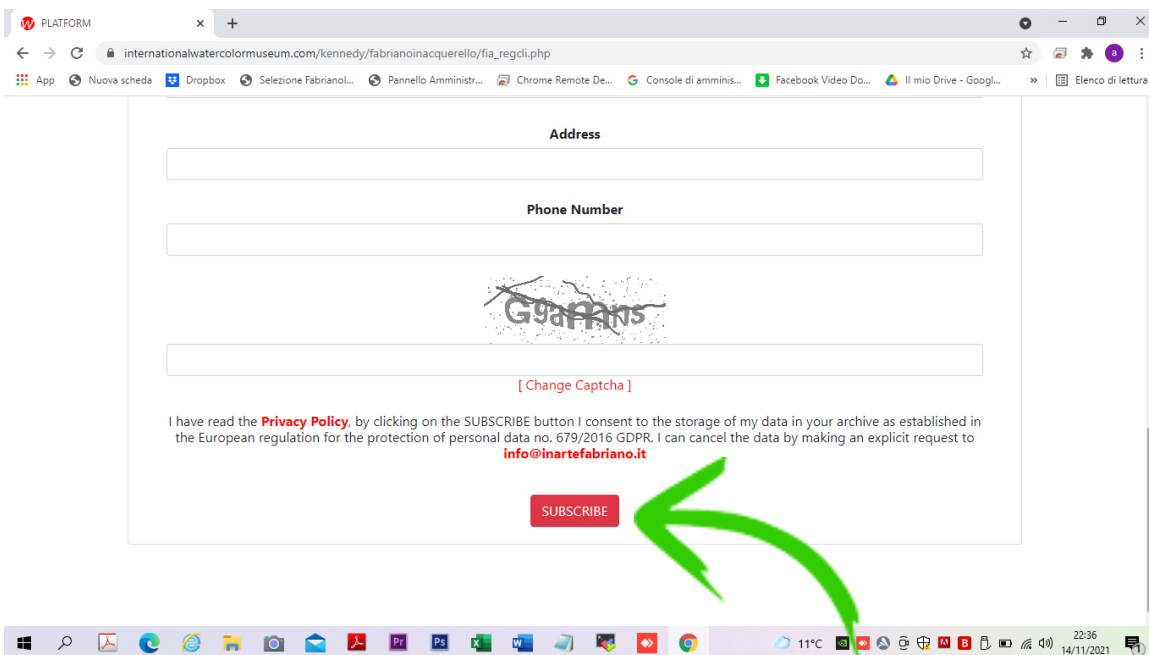 PLATFORM
internationalwatercolormuseum.com/kennedy/fabrianoinacquerello/fia_regcli.php
App Nuova scheda Dropbox Selezione Fabrianol... Pannello Amministr... Chrome Remote De... Console di amminis... Facebook Video Do... Il mio Drive - Googl... » Elenco di lettura
Address
Phone Number
[ Change Captcha ]
I have read the Privacy Policy, by clicking on the SUBSCRIBE button I consent to the storage of my data in your archive as established in
the European regulation for the protection of personal data no. 679/2016 GDPR. I can cancel the data by making an explicit request to
info@inartefabriano.it
SUBSCRIBE
11°C
22:36
14/11/2021